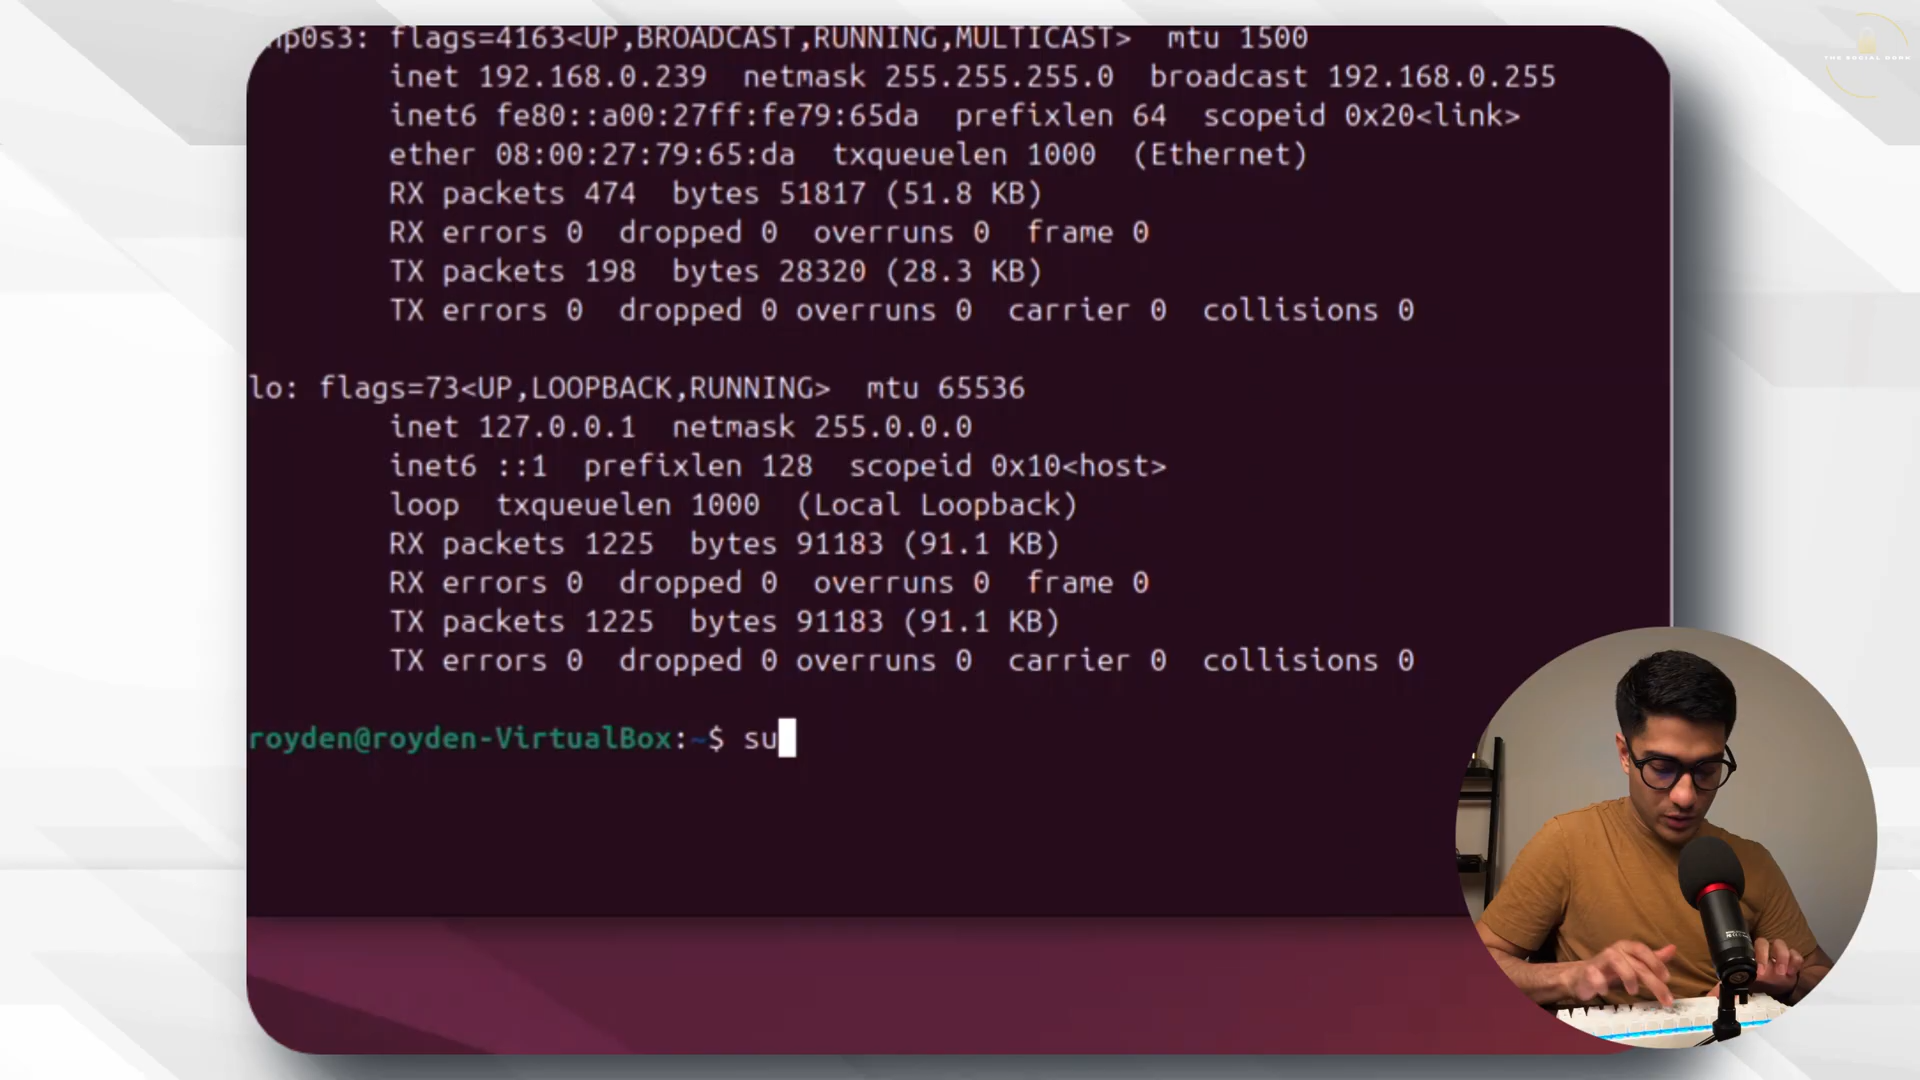 THE SOCIAL DORK
np0s3: flags=4163<UP,BROADCAST,RUNNING,MULTICAST> mtu 1500
inet 192.168.0.239 netmask 255.255.255.0 broadcast 192.168.0.255
inet6 fe80::a00:27ff:fe79:65da prefixlen 64 scopeid 0x20<link>
ether 08:00:27:79:65:da txqueuelen 1000 (Ethernet)
RX packets 474 bytes 51817 (51.8 KB)
RX errors 0 dropped 0 overruns 0 frame 0
TX packets 198 bytes 28320 (28.3 KB)
TX errors 0 dropped 0 overruns 0 carrier 0 collisions 0
lo: flags=73<UP,LOOPBACK,RUNNING> mtu 65536
inet 127.0.0.1 netmask 255.0.0.0
inet6 ::1 prefixlen 128 scopeid 0x10<host>
loop txqueuelen 1000 (Local Loopback)
RX packets 1225 bytes 91183 (91.1 KB)
RX errors 0 dropped 0 overruns 0 frame 0
TX packets 1225 bytes 91183 (91.1 KB)
TX errors 0 dropped 0 overruns 0 carrier 0 collisions 0
royden@royden-VirtualBox:~$ su